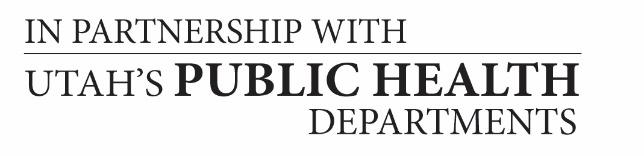 IN PARTNERSHIP WITH
UTAH'S PUBLIC HEALTH
DEPARTMENTS